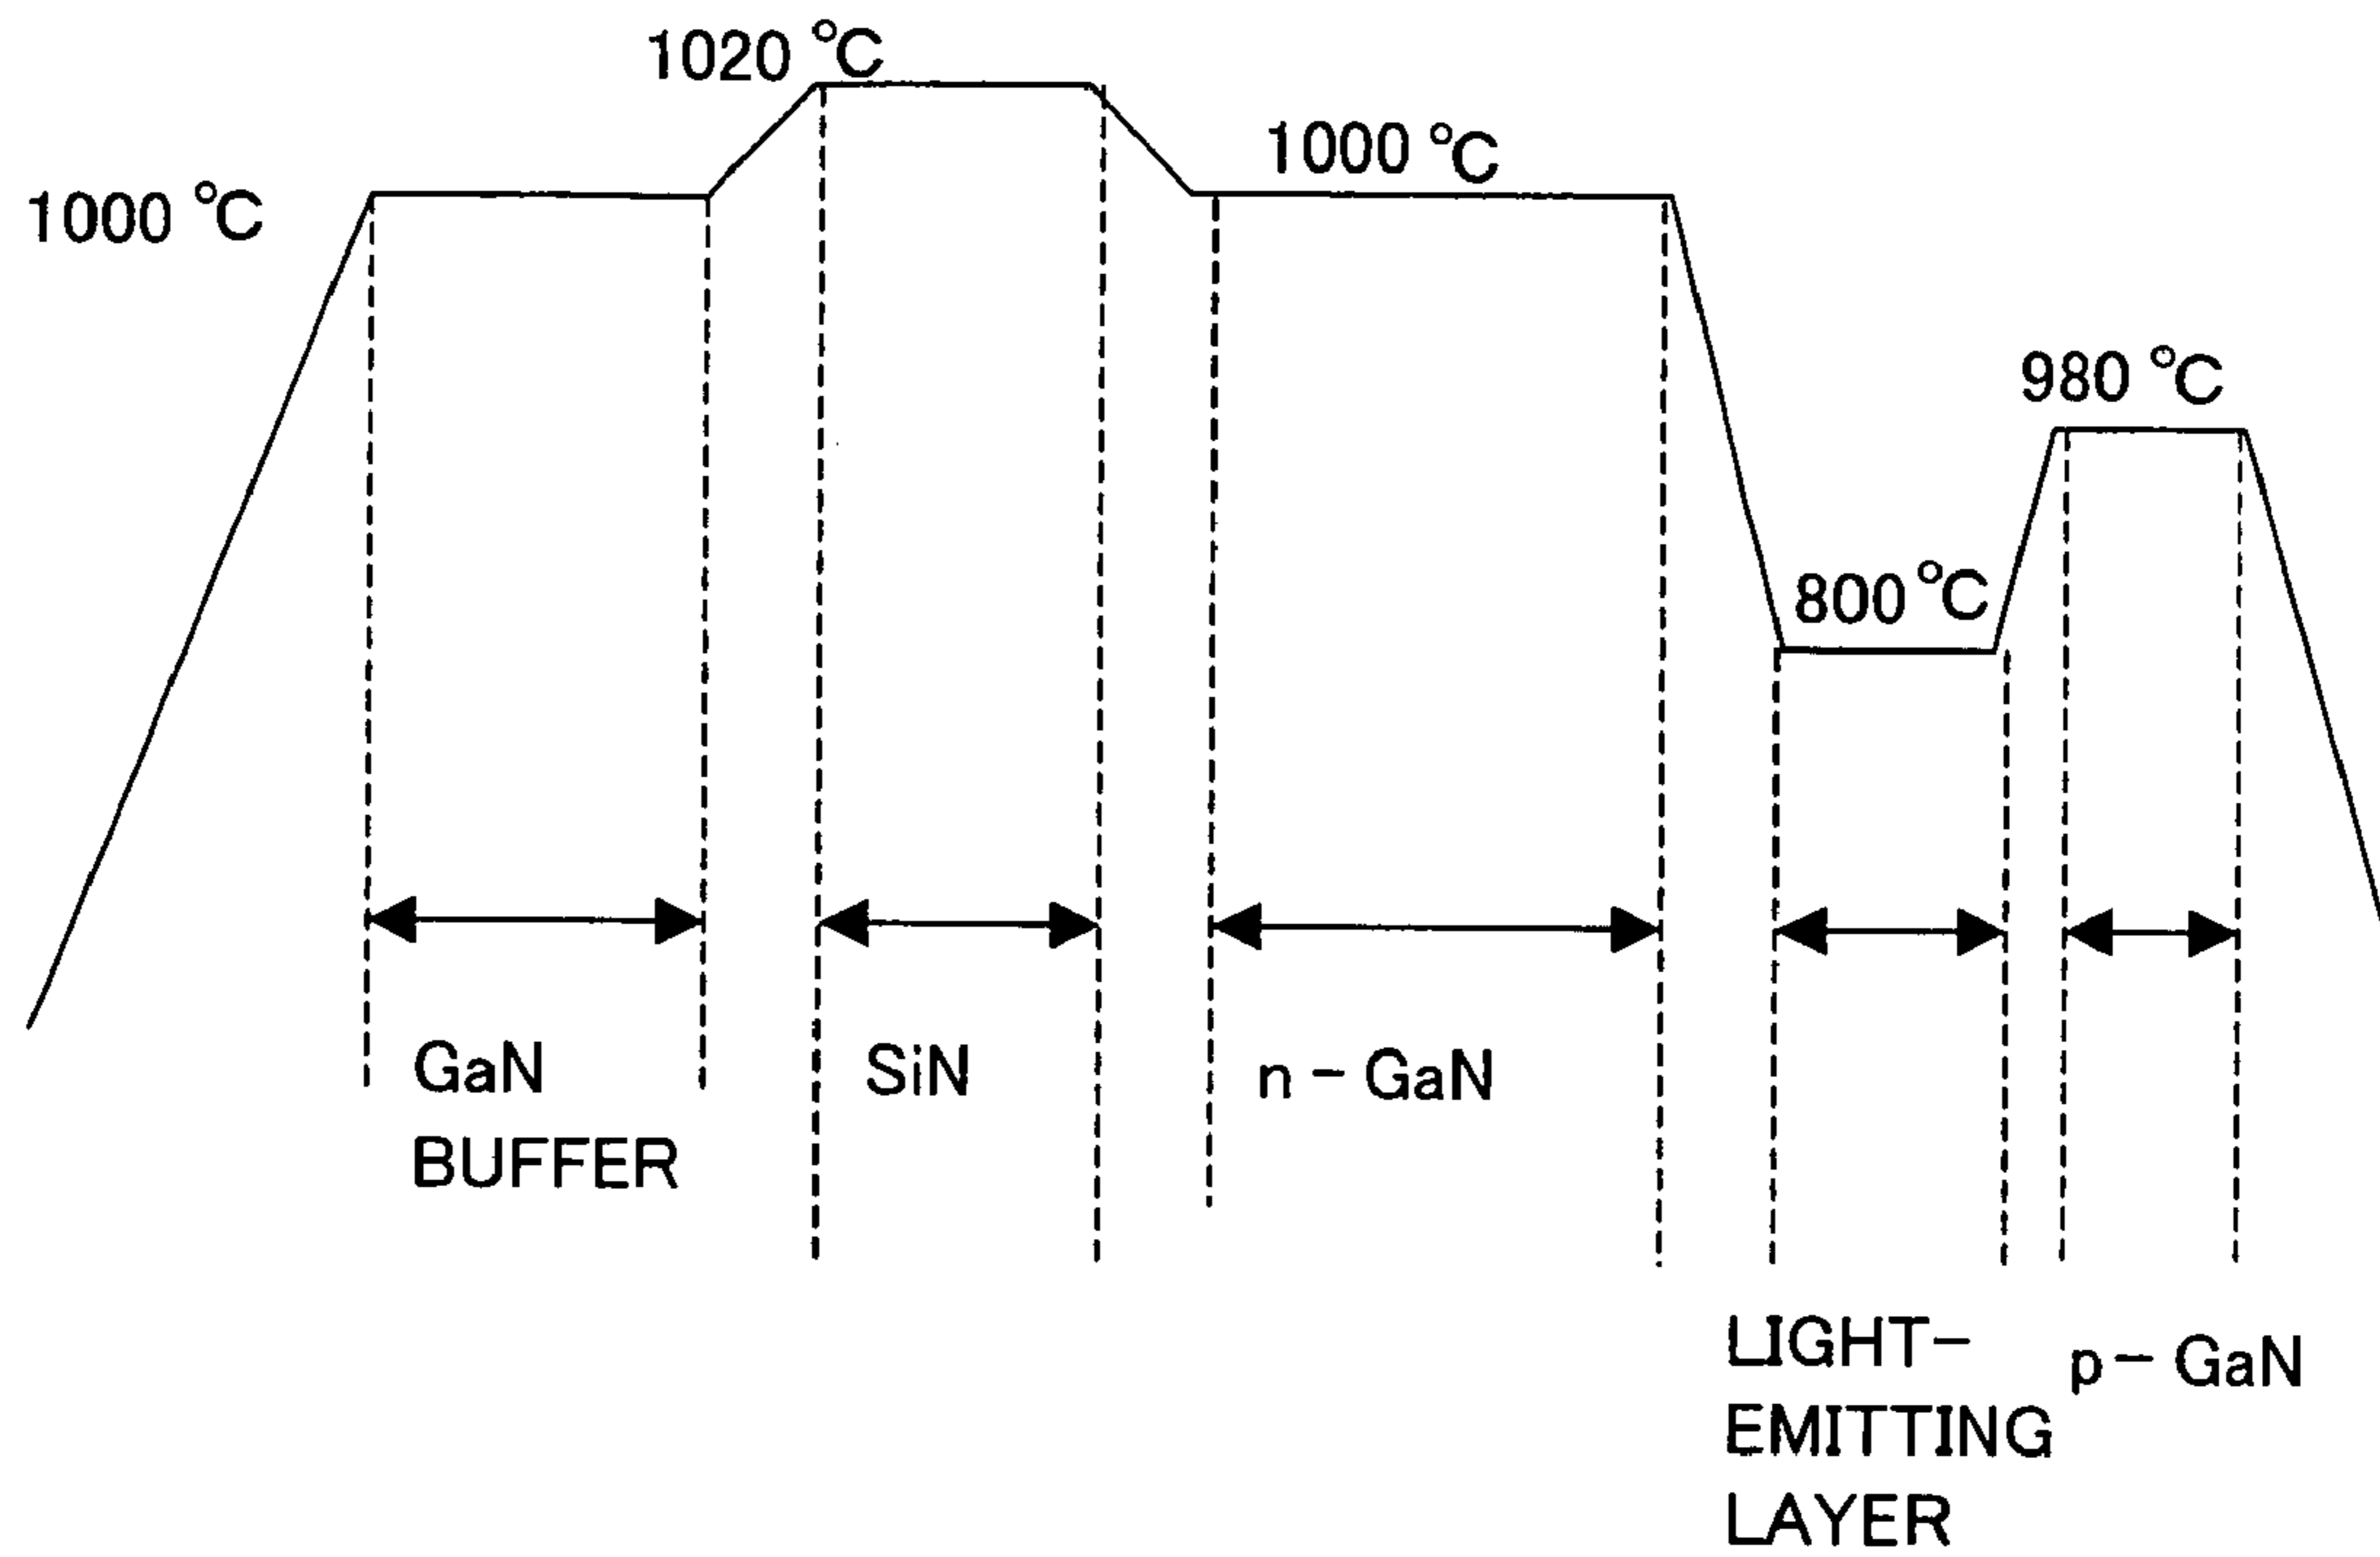 1020 °C
1000 °C
1000 °C
980 °C
800 °C
GaN
BUFFER
SiN
n - GaN
LIGHT-
EMITTING
LAYER
p - GaN